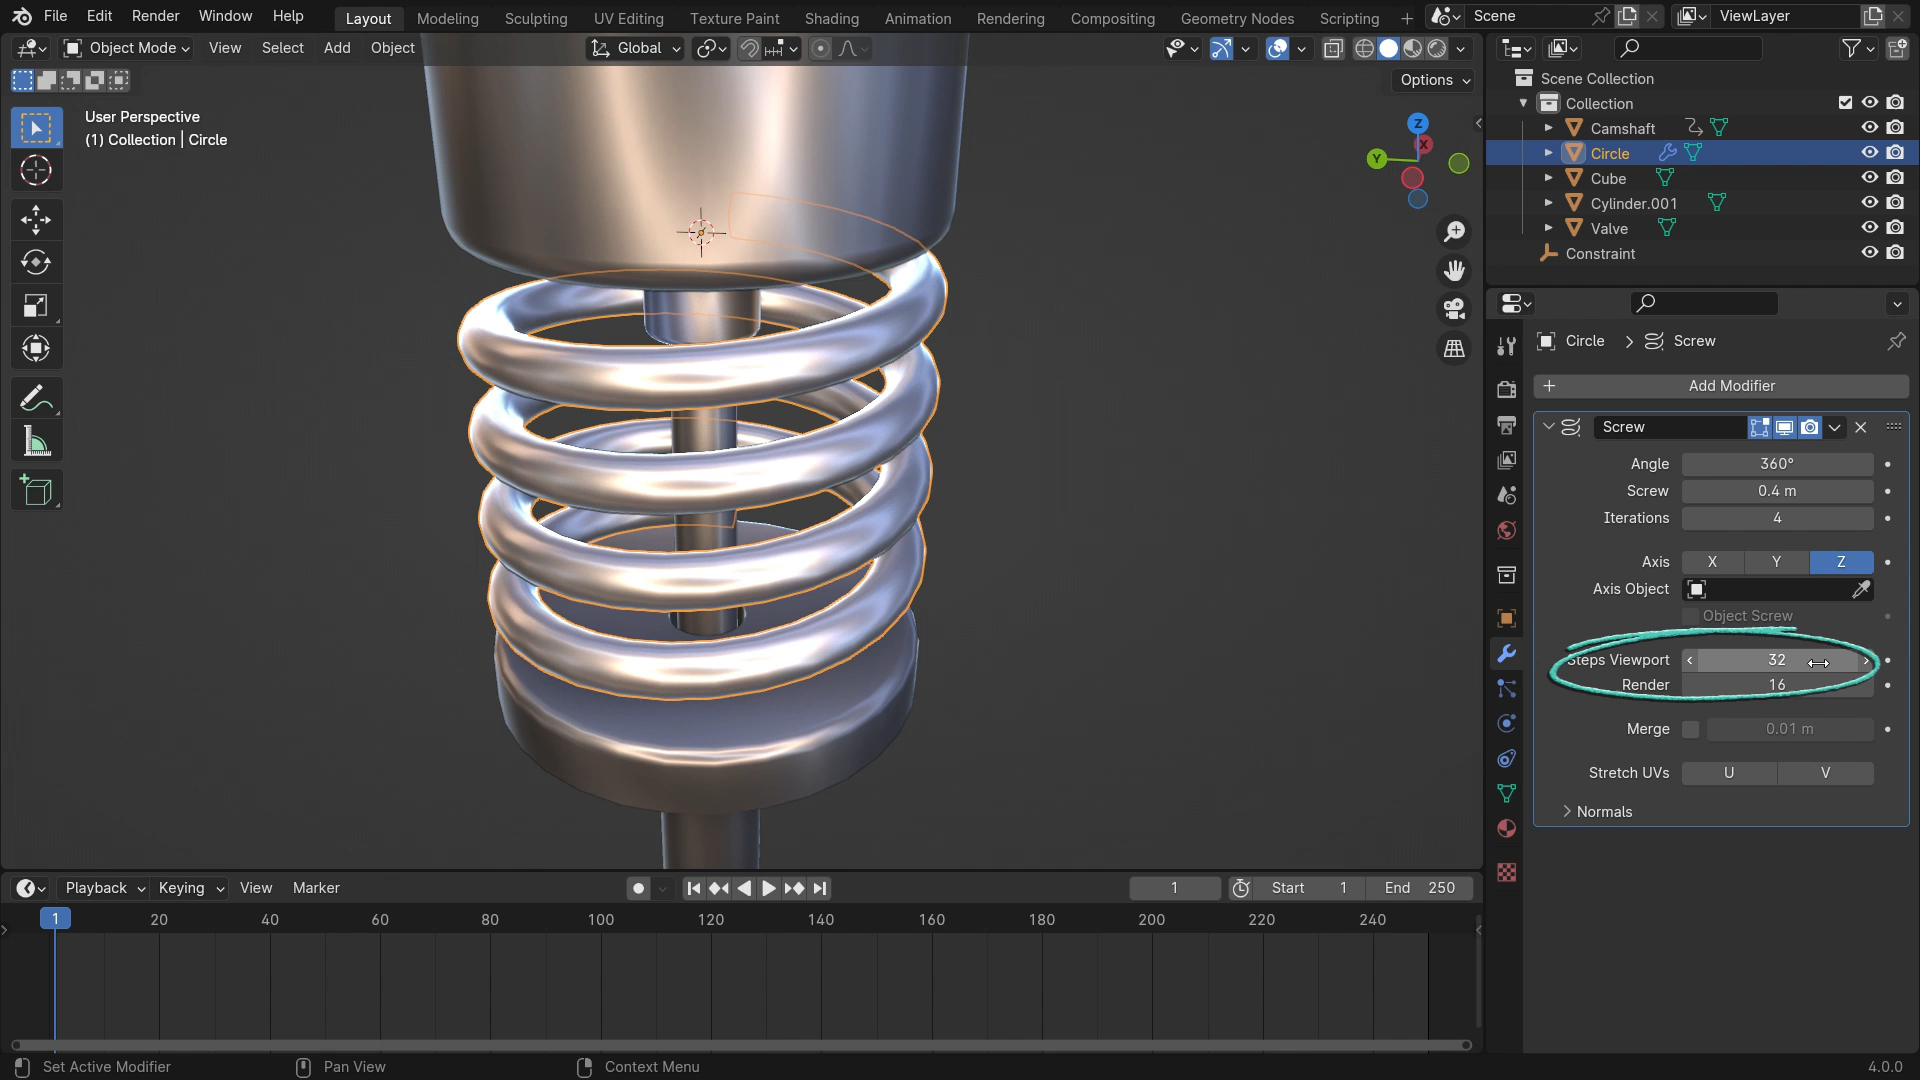 File Edit Render Window Help Layout Modeling Sculpting UV Editing Texture Paint Shading Animation Rendering Compositing Geometry Nodes Scripting + Scene ViewLayer
Object Mode View Select Add Object Global
Options
User Perspective
(1) Collection | Circle
Z
X
Y
Scene Collection
Collection
Camshaft
Circle
Cube
Cylinder.001
Valve
Constraint
Circle > Screw
+ Add Modifier
Screw
Angle 360°
Screw 0.4 m
Iterations 4
Axis X Y Z
Axis Object
Object Screw
Steps Viewport 32
Render 16
Merge 0.01 m
Stretch UVs U V
Normals
Playback Keying View Marker 1 Start 1 End 250
1 20 40 60 80 100 120 140 160 180 200 220 240
Set Active Modifier Pan View Context Menu 4.0.0